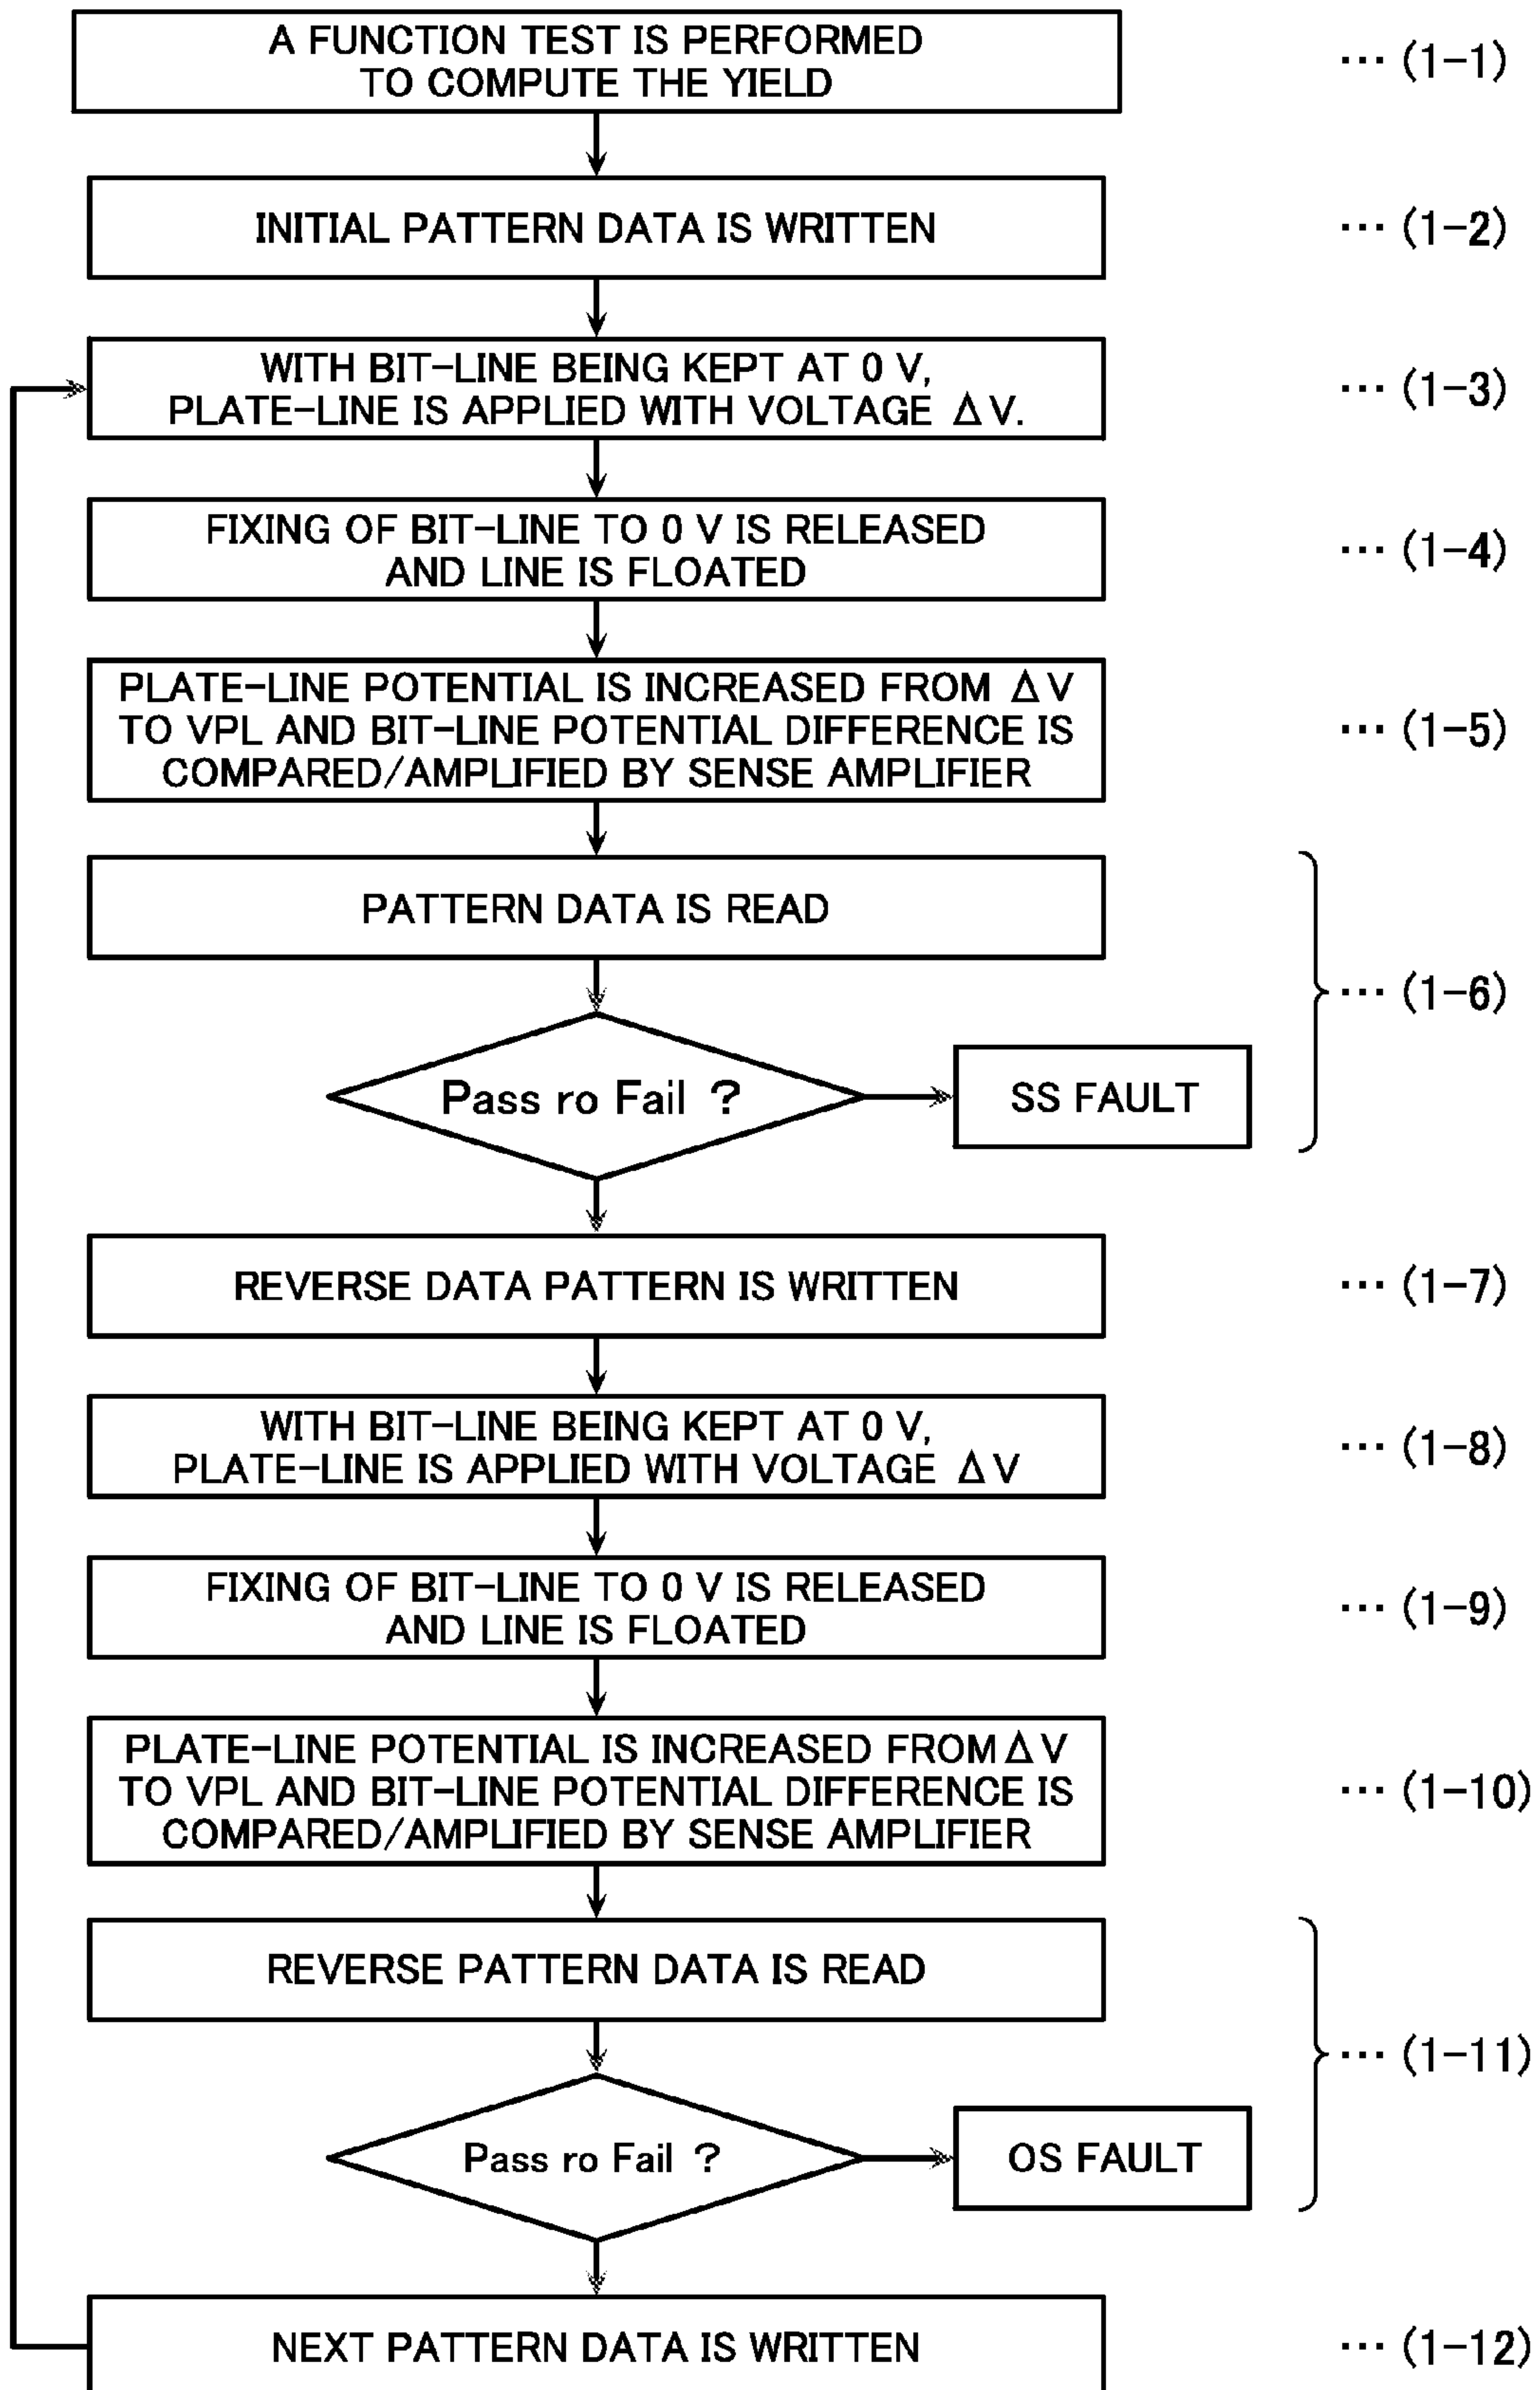 A FUNCTION TEST IS PERFORMED
TO COMPUTE THE YIELD
··· (1-1)
INITIAL PATTERN DATA IS WRITTEN
··· (1-2)
WITH BIT-LINE BEING KEPT AT 0 V,
PLATE-LINE IS APPLIED WITH VOLTAGE ΔV.
··· (1-3)
FIXING OF BIT-LINE TO 0 V IS RELEASED
AND LINE IS FLOATED
··· (1-4)
PLATE-LINE POTENTIAL IS INCREASED FROM ΔV
TO VPL AND BIT-LINE POTENTIAL DIFFERENCE IS
COMPARED/AMPLIFIED BY SENSE AMPLIFIER
··· (1-5)
PATTERN DATA IS READ
··· (1-6)
Pass ro Fail ?
SS FAULT
REVERSE DATA PATTERN IS WRITTEN
··· (1-7)
WITH BIT-LINE BEING KEPT AT 0 V,
PLATE-LINE IS APPLIED WITH VOLTAGE ΔV
··· (1-8)
FIXING OF BIT-LINE TO 0 V IS RELEASED
AND LINE IS FLOATED
··· (1-9)
PLATE-LINE POTENTIAL IS INCREASED FROM ΔV
TO VPL AND BIT-LINE POTENTIAL DIFFERENCE IS
COMPARED/AMPLIFIED BY SENSE AMPLIFIER
··· (1-10)
REVERSE PATTERN DATA IS READ
··· (1-11)
Pass ro Fail ?
OS FAULT
NEXT PATTERN DATA IS WRITTEN
··· (1-12)